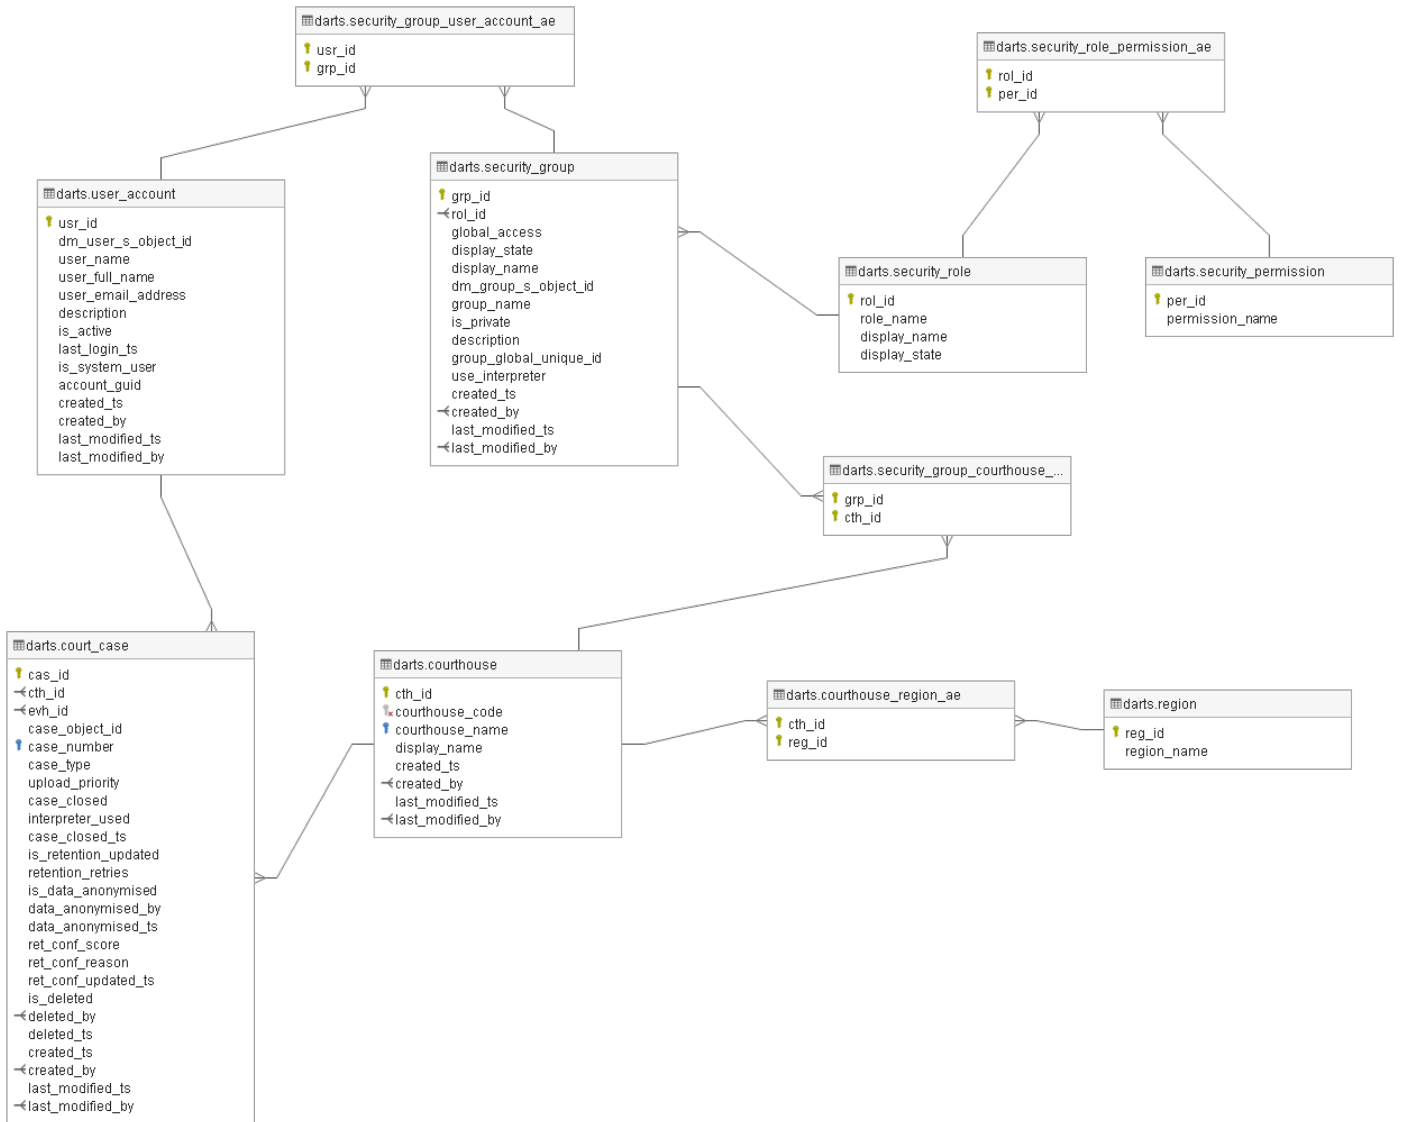 darts.security_group_user_account_ae
usr_id
grp_id
darts.security_role_permission_ae
rol_id
per_id
darts.security_group
grp_id
rol_id
global_access
display_state
display_name
dm_group_s_object_id
group_name
is_private
description
group_global_unique_id
use_interpreter
created_ts
created_by
last_modified_ts
last_modified_by
darts.user_account
usr_id
dm_user_s_object_id
user_name
user_full_name
user_email_address
description
is_active
last_login_ts
is_system_user
account_guid
created_ts
created_by
last_modified_ts
last_modified_by
darts.security_role
rol_id
role_name
display_name
display_state
darts.security_permission
per_id
permission_name
darts.security_group_courthouse_...
grp_id
cth_id
darts.court_case
cas_id
cth_id
evh_id
case_object_id
case_number
case_type
upload_priority
case_closed
interpreter_used
case_closed_ts
is_retention_updated
retention_retries
is_data_anonymised
data_anonymised_by
data_anonymised_ts
ret_conf_score
ret_conf_reason
ret_conf_updated_ts
is_deleted
deleted_by
deleted_ts
created_ts
created_by
last_modified_ts
last_modified_by
darts.courthouse
cth_id
courthouse_code
courthouse_name
display_name
created_ts
created_by
last_modified_ts
last_modified_by
darts.courthouse_region_ae
cth_id
reg_id
darts.region
reg_id
region_name